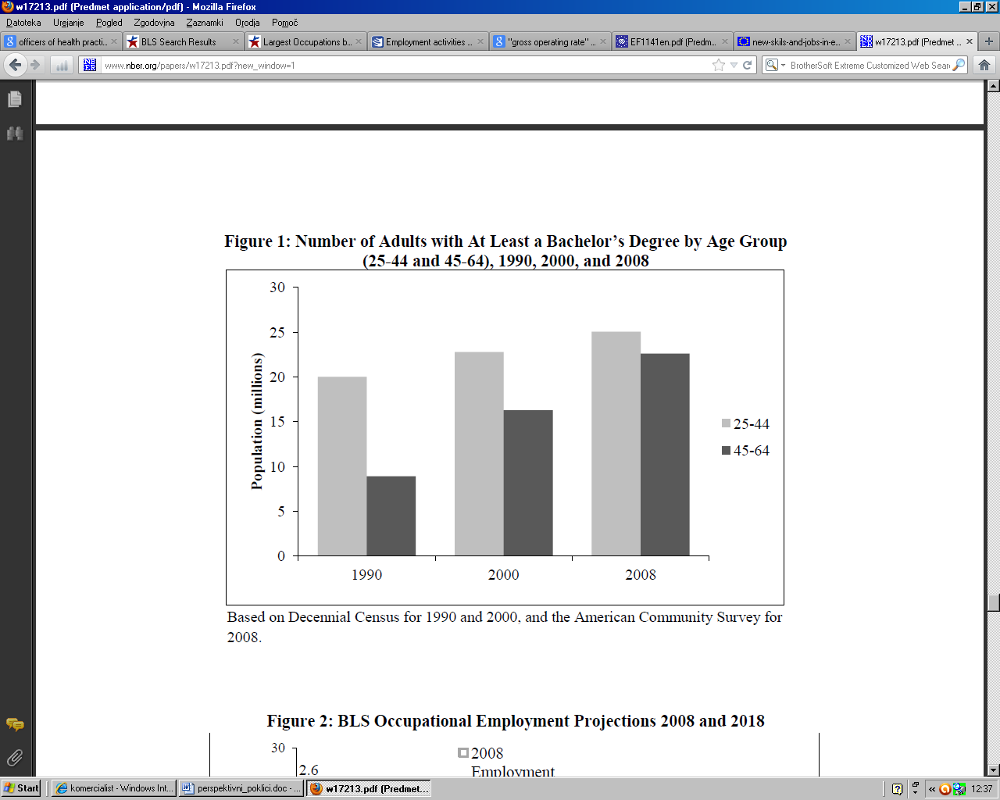 w17213.pdf (Predmet application/pdf) - Mozilla Firefox
Datoteka Urejanje Pogled Zgodovina Zaznamki Orodja Pomoč
officers of health practi... BLS Search Results Largest Occupations b... Employment activities ... "gross operating rate" ... EF1141en.pdf (Predm... new-skils-and-jobs-in-e... w17213.pdf (Predmet ...
www.nber.org/papers/w17213.pdf?new_window=1 BrotherSoft Extreme Customized Web Sear
Figure 1: Number of Adults with At Least a Bachelor's Degree by Age Group
(25-44 and 45-64), 1990, 2000, and 2008
Population (millions)
30
25
20
15
10
5
0
1990 2000 2008
25-44
45-64
Based on Decennial Census for 1990 and 2000, and the American Community Survey for
2008.
Figure 2: BLS Occupational Employment Projections 2008 and 2018
30
2.6
2008
Employment
Start komercialist - Windows Int... perspektivni_poklici.doc - ... w17213.pdf (Predmet... 12:37